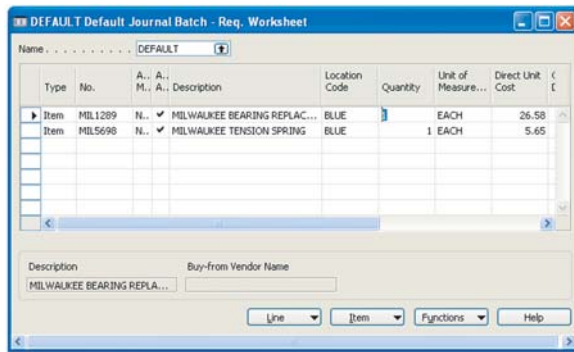 DEFAULT Default Journal Batch - Req. Worksheet
Name . . . . . . . . . . DEFAULT
Type No. A.. M.. A.. A.. Description Location Code Quantity Unit of Measure... Direct Unit Cost
Item MIL1289 N.. MILWAUKEE BEARING REPLAC... BLUE 1 EACH 26.58
Item MIL5698 N.. MILWAUKEE TENSION SPRING BLUE 1 EACH 5.65
Description Buy-from Vendor Name
MILWAUKEE BEARING REPLA...
Line Item Functions Help